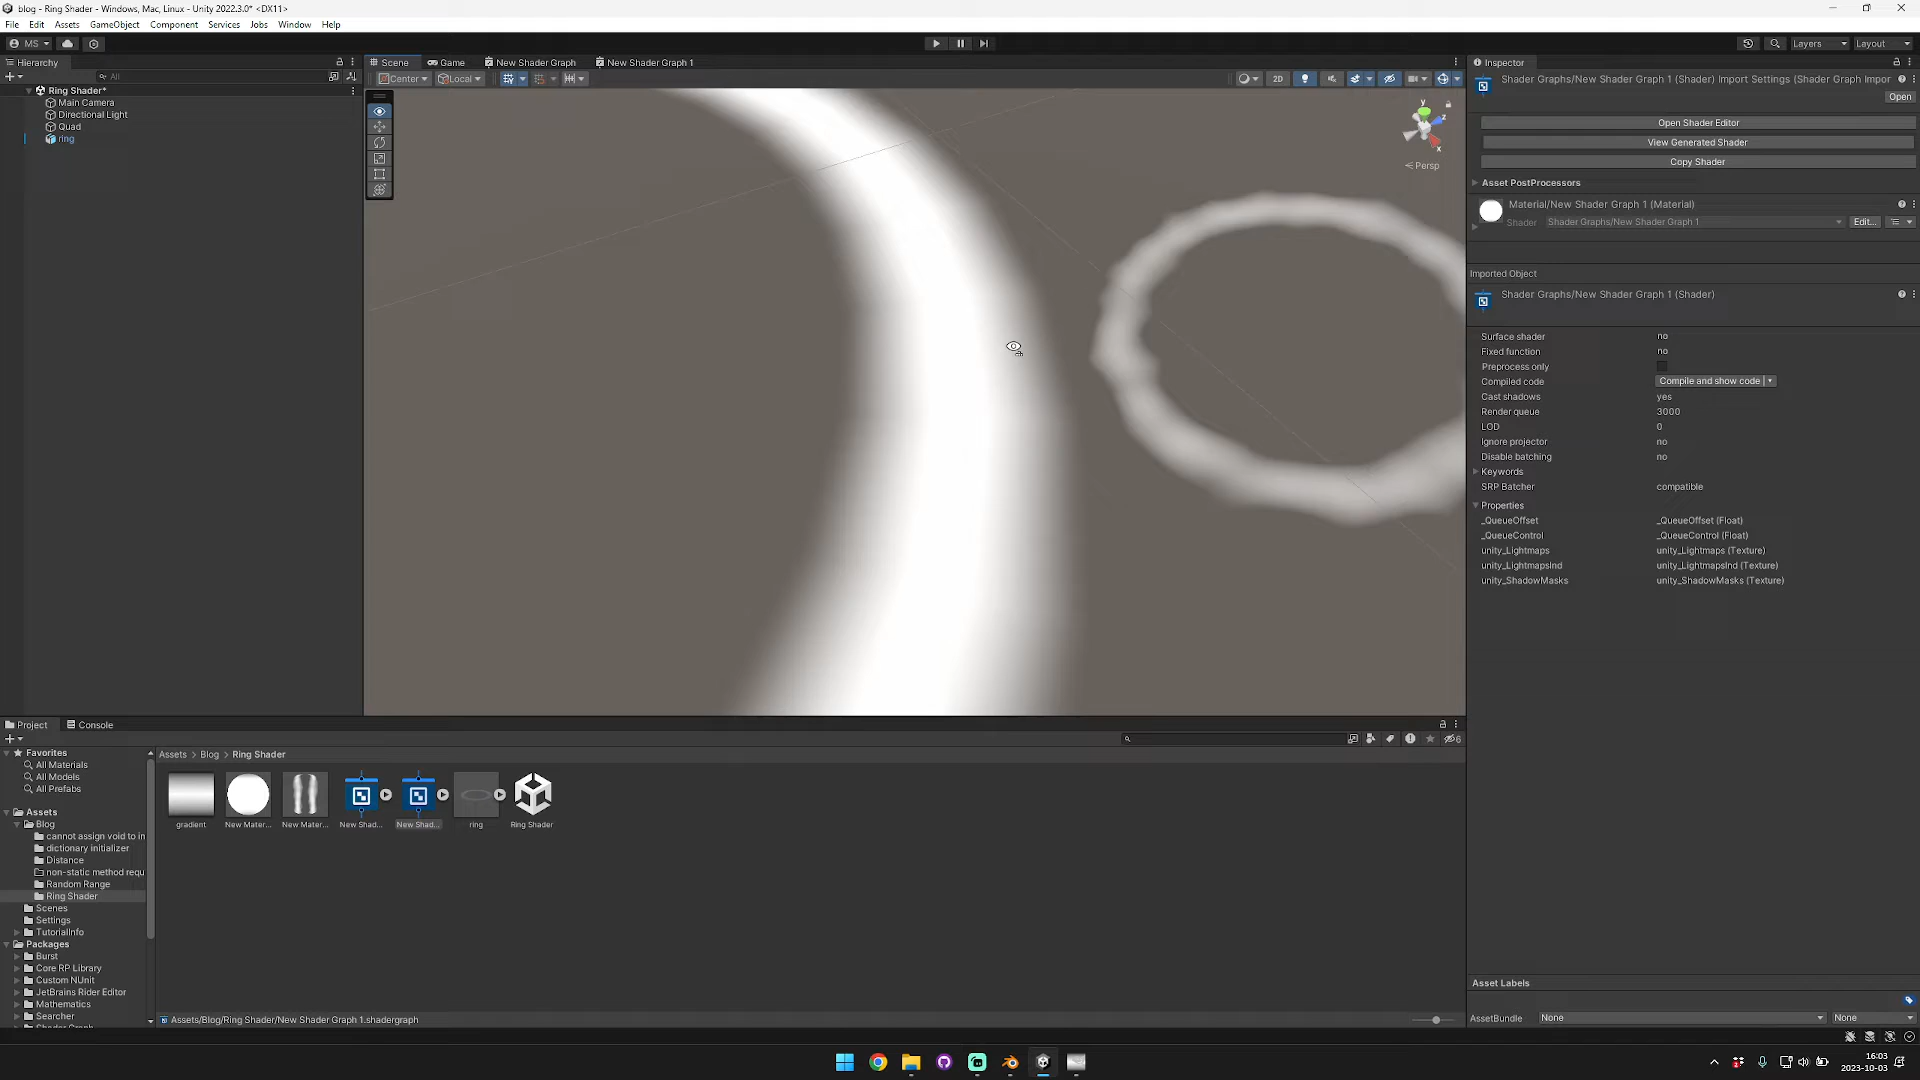 blog - Ring Shader - Windows, Mac, Linux - Unity 2022.3.0* <DX11>
File Edit Assets GameObject Component Services Jobs Window Help
MS
Layers
Layout
Hierarchy
All
Ring Shader*
Main Camera
Directional Light
Quad
ring
Scene
Game
New Shader Graph
New Shader Graph 1
Center
Local
2D
y
z
x
Persp
Inspector
Shader Graphs/New Shader Graph 1 (Shader) Import Settings (Shader Graph Impor
Open
Open Shader Editor
View Generated Shader
Copy Shader
Asset PostProcessors
Material/New Shader Graph 1 (Material)
Shader
Shader Graphs/New Shader Graph 1
Edit...
Imported Object
Shader Graphs/New Shader Graph 1 (Shader)
Surface shader no
Fixed function no
Preprocess only
Compiled code Compile and show code
Cast shadows yes
Render queue 3000
LOD 0
Ignore projector no
Disable batching no
Keywords
SRP Batcher compatible
Properties
_QueueOffset _QueueOffset (Float)
_QueueControl _QueueControl (Float)
unity_Lightmaps unity_Lightmaps (Texture)
unity_LightmapsInd unity_LightmapsInd (Texture)
unity_ShadowMasks unity_ShadowMasks (Texture)
Asset Labels
AssetBundle None None
Project
Console
6
Favorites
All Materials
All Models
All Prefabs
Assets
Blog
cannot assign void to in
dictionary initializer
Distance
non-static method requ
Random Range
Ring Shader
Scenes
Settings
TutorialInfo
Packages
Burst
Core RP Library
Custom NUnit
JetBrains Rider Editor
Mathematics
Searcher
Shader Graph
Assets > Blog > Ring Shader
gradient
New Mater...
New Mater...
New Shad...
New Shad...
ring
Ring Shader
Assets/Blog/Ring Shader/New Shader Graph 1.shadergraph
16:03
2023-10-03